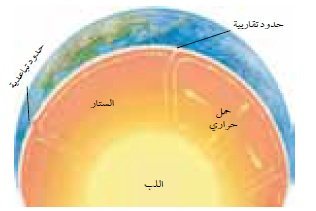 حدود تقاربية
حدود تباعدية
الستار
حمل
حراري
اللب